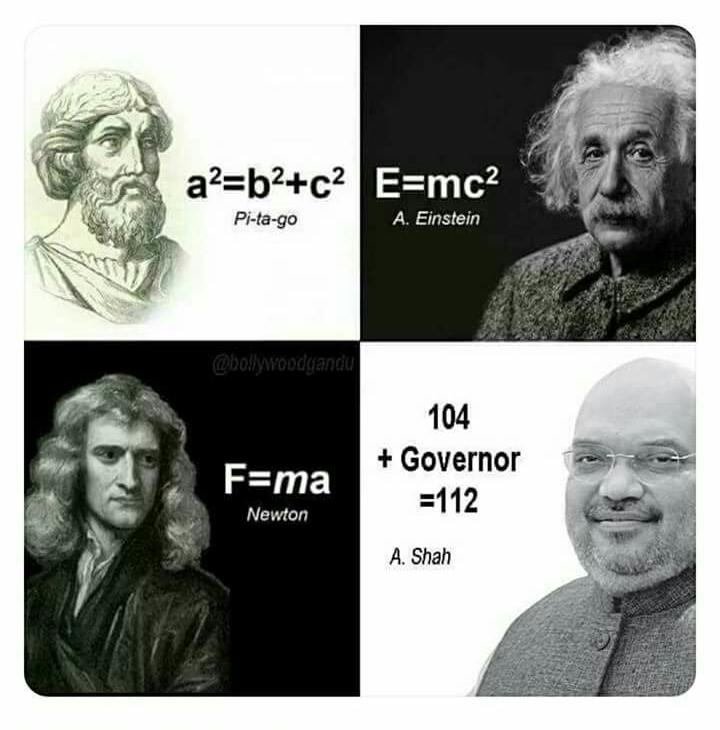 a²=b²+c²
Pi-ta-go
E=mc²
A. Einstein
@bollywoodgandu
F=ma
Newton
104
+ Governor
=112
A. Shah